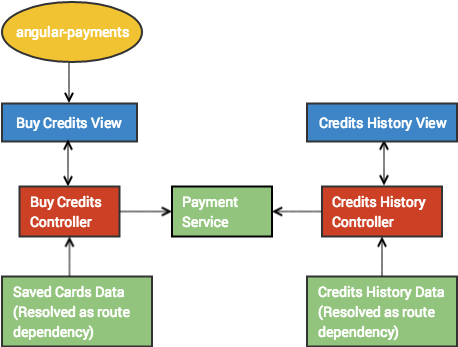 angular-payments
Buy Credits View
Credits History View
Buy Credits
Controller
Payment
Service
Credits History
Controller
Saved Cards Data
(Resolved as route
dependency)
Credits History Data
(Resolved as route
dependency)